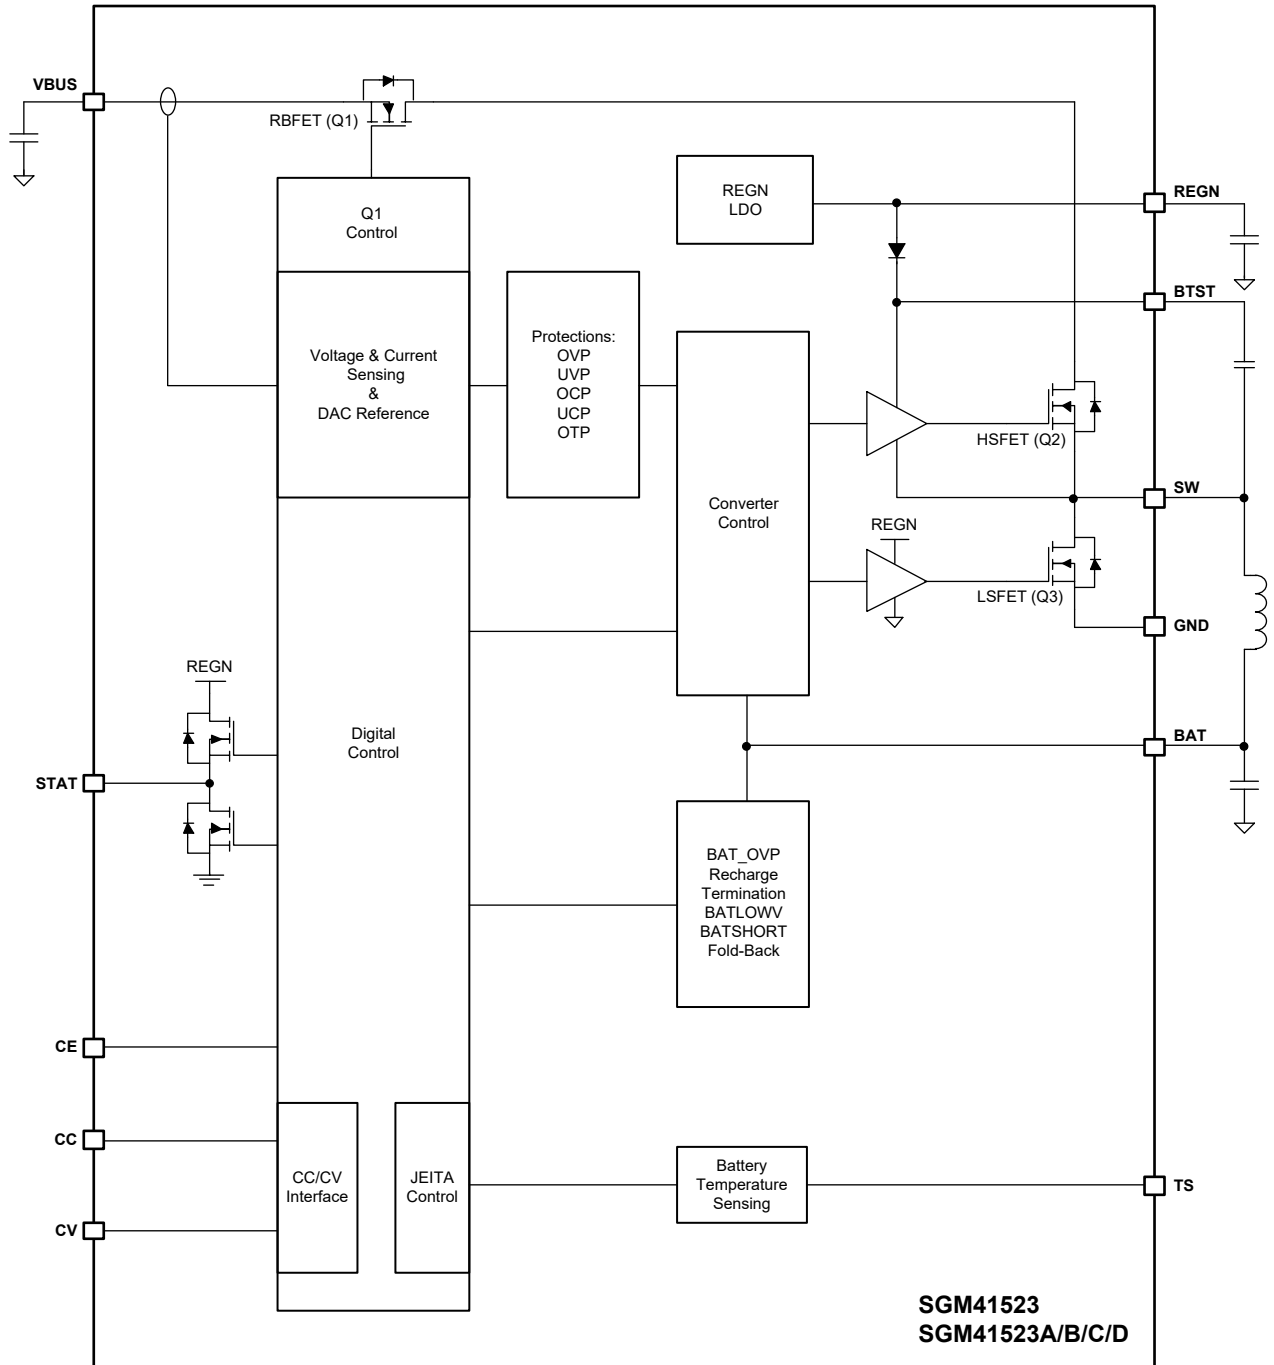 VBUS
RBFET (Q1)
Q1
Control
REGN
LDO
REGN
BTST
Voltage & Current
Sensing
&
DAC Reference
Protections:
OVP
UVP
OCP
UCP
OTP
HSFET (Q2)
Converter
Control
SW
REGN
LSFET (Q3)
GND
REGN
STAT
Digital
Control
BAT
BAT_OVP
Recharge
Termination
BATLOWV
BATSHORT
Fold-Back
CE
CC
CV
CC/CV
Interface
JEITA
Control
Battery
Temperature
Sensing
TS
SGM41523
SGM41523A/B/C/D